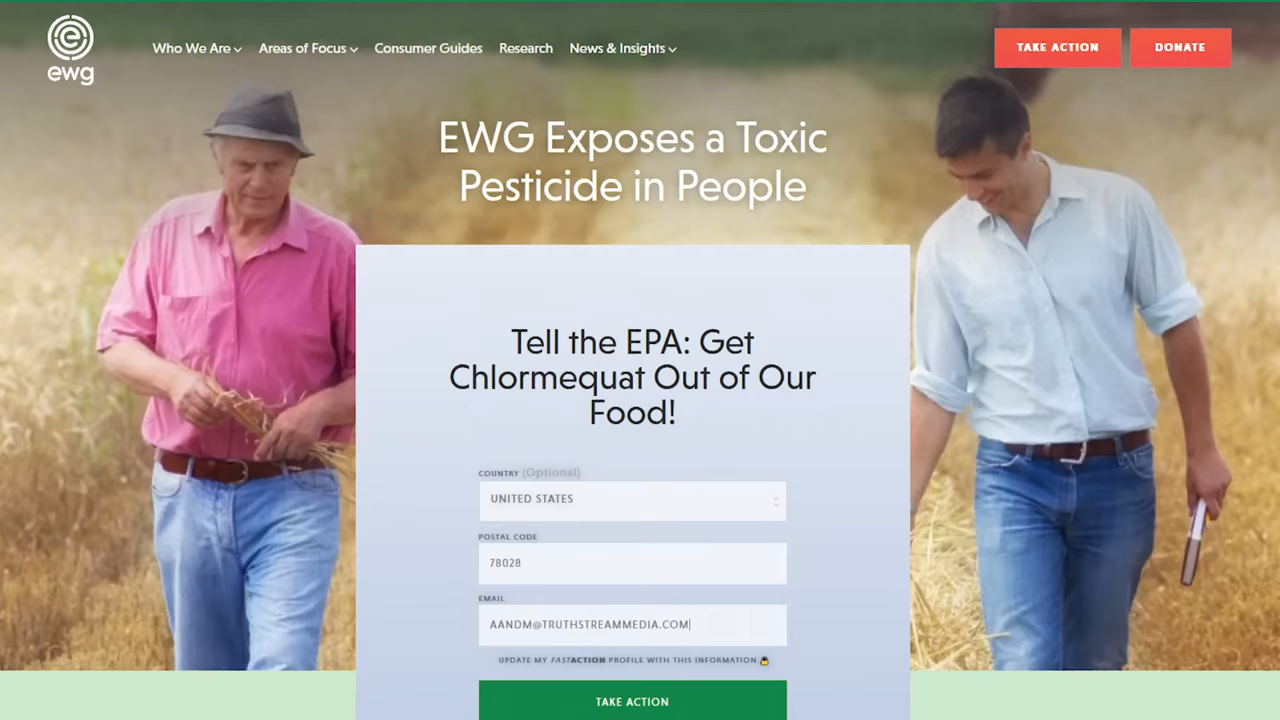 ewg
Who We Are
Areas of Focus
Consumer Guides
Research
News & Insights
TAKE ACTION
DONATE
EWG Exposes a Toxic
Pesticide in People
Tell the EPA: Get
Chlormequat Out of Our
Food!
COUNTRY (Optional)
UNITED STATES
POSTAL CODE
78028
EMAIL
AANDM@TRUTHSTREAMMEDIA.COM
UPDATE MY FASTACTION PROFILE WITH THIS INFORMATION
TAKE ACTION